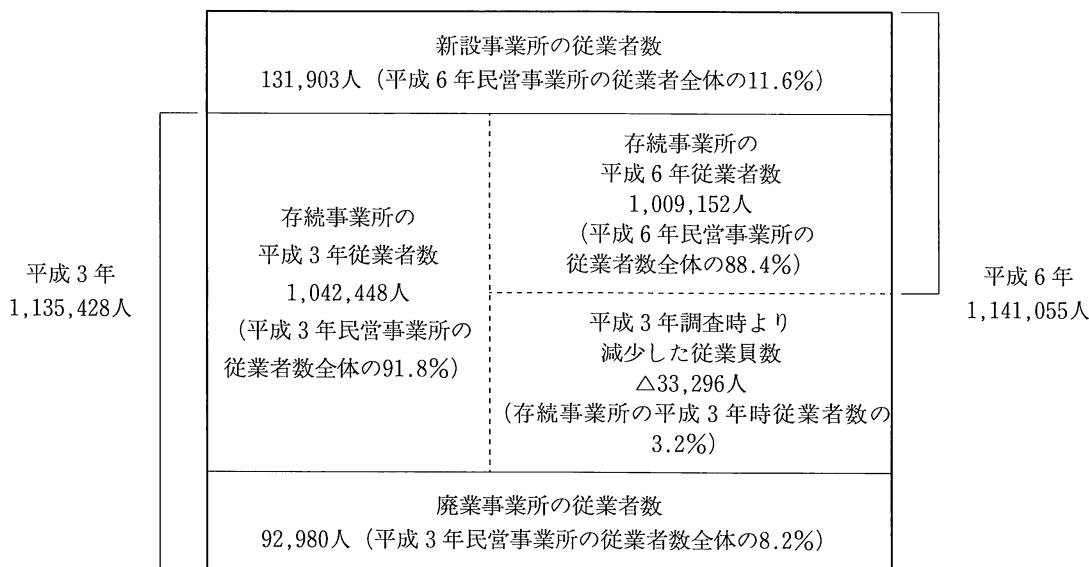 新設事業所の従業者数
131,903人（平成6年民営事業所の従業者全体の11.6%）
平成3年
1,135,428人
存続事業所の
平成3年従業者数
1,042,448人
（平成3年民営事業所の
従業者数全体の91.8%）
存続事業所の
平成6年従業者数
1,009,152人
（平成6年民営事業所の
従業者数全体の88.4%）
平成3年調査時より
減少した従業員数
△33,296人
（存続事業所の平成3年時従業者数の
3.2%）
平成6年
1,141,055人
廃業事業所の従業者数
92,980人（平成3年民営事業所の従業者数全体の8.2%）